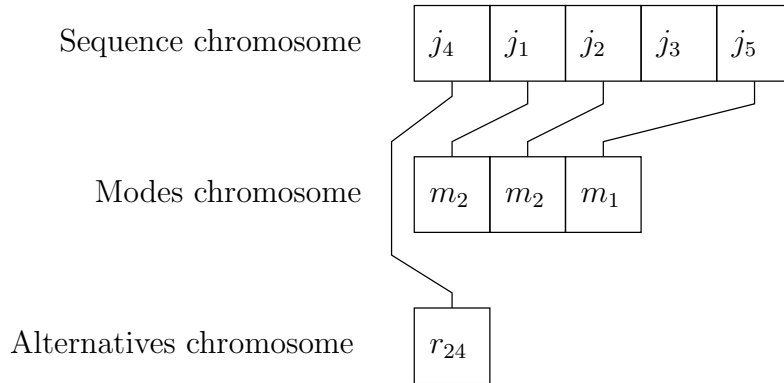 Sequence chromosome j₄ j₁ j₂ j₃ j₅
Modes chromosome m₂ m₂ m₁
Alternatives chromosome r₂₄